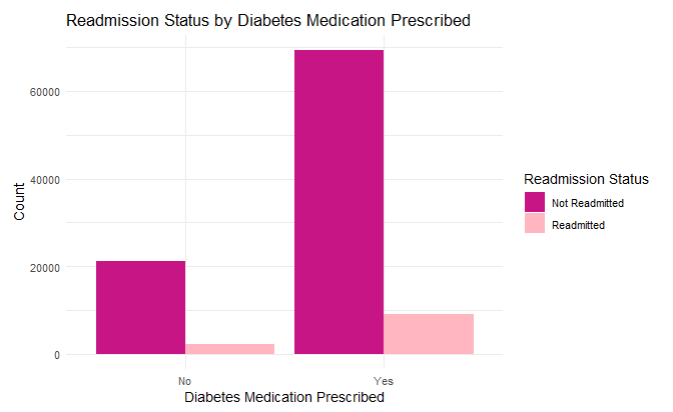 Readmission Status by Diabetes Medication Prescribed
60000
40000
20000
0
Count
No
Yes
Diabetes Medication Prescribed
Readmission Status
Not Readmitted
Readmitted